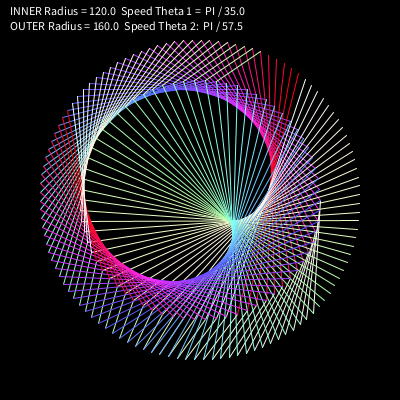 INNER Radius = 120.0  Speed Theta 1 =  PI / 35.0
OUTER Radius = 160.0  Speed Theta 2:  PI / 57.5